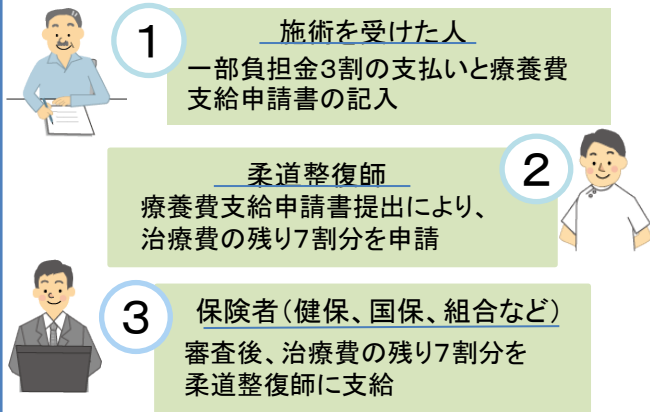 1
施術を受けた人
一部負担金3割の支払いと療養費
支給申請書の記入
柔道整復師
2
療養費支給申請書提出により、
治療費の残り7割分を申請
3
保険者(健保、国保、組合など)
審査後、治療費の残り7割分を
柔道整復師に支給